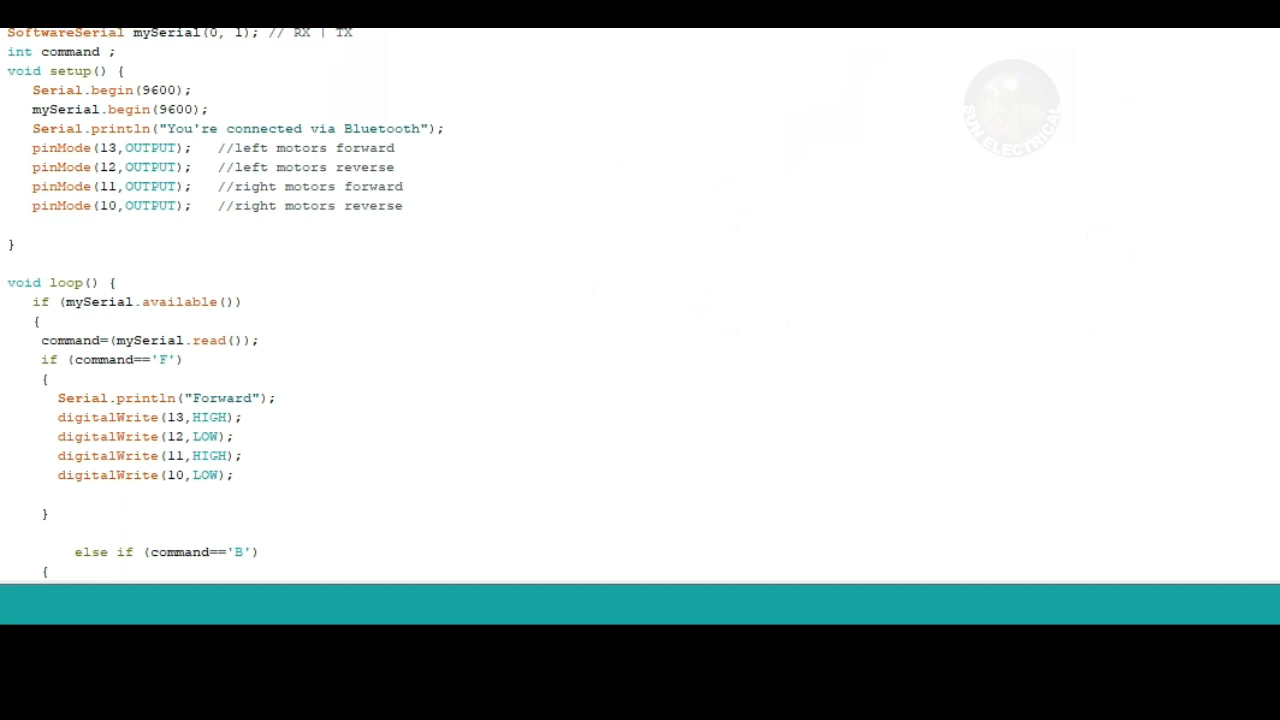 SoftwareSerial mySerial(0, 1); // RX | TX
int command ;
void setup() {
Serial.begin(9600);
mySerial.begin(9600);
Serial.println("You're connected via Bluetooth");
pinMode(13,OUTPUT); //left motors forward
pinMode(12,OUTPUT); //left motors reverse
pinMode(11,OUTPUT); //right motors forward
pinMode(10,OUTPUT); //right motors reverse
}
void loop() {
if (mySerial.available())
{
command=(mySerial.read());
if (command=='F')
{
Serial.println("Forward");
digitalWrite(13,HIGH);
digitalWrite(12,LOW);
digitalWrite(11,HIGH);
digitalWrite(10,LOW);
}
else if (command=='B')
{
SUN ELECTRICAL